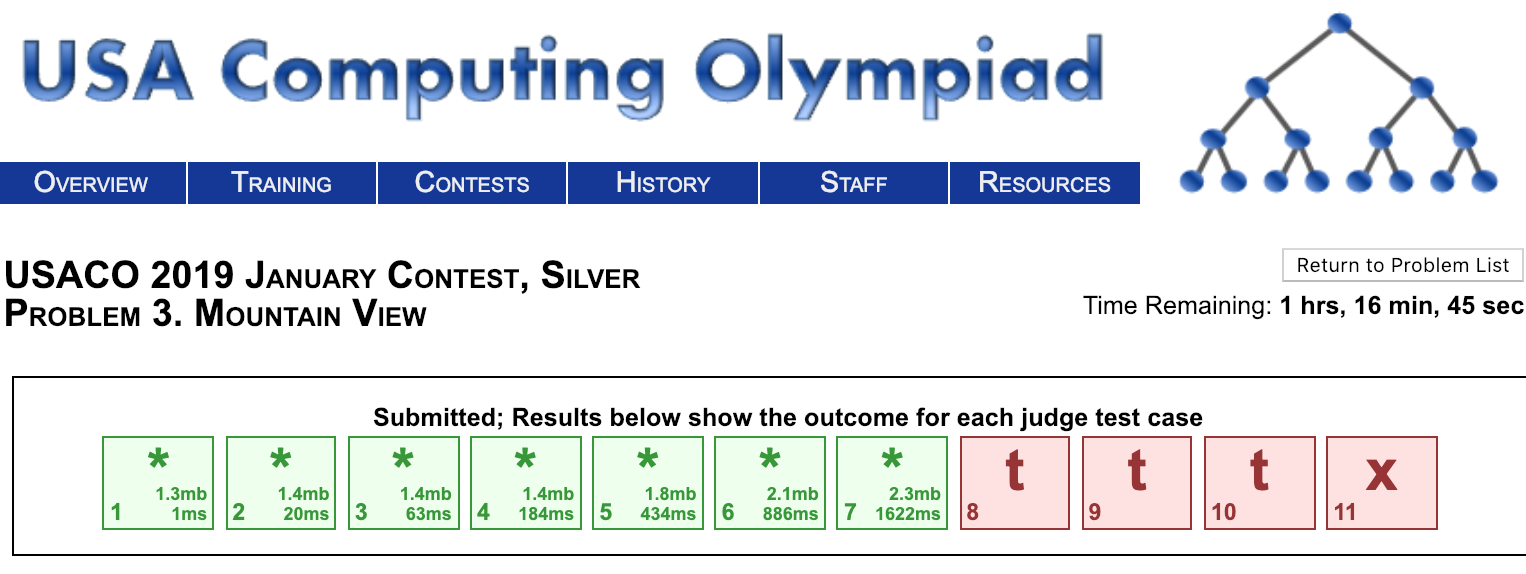 USA Computing Olympiad
OVERVIEW TRAINING CONTESTS HISTORY STAFF RESOURCES
USACO 2019 JANUARY CONTEST, SILVER
PROBLEM 3. MOUNTAIN VIEW
Return to Problem List
Time Remaining: 1 hrs, 16 min, 45 sec
Submitted; Results below show the outcome for each judge test case
* * * * * * * t t t x
1.3mb 1.4mb 1.4mb 1.4mb 1.8mb 2.1mb 2.3mb
1 1ms 2 20ms 3 63ms 4 184ms 5 434ms 6 886ms 7 1622ms 8 9 10 11